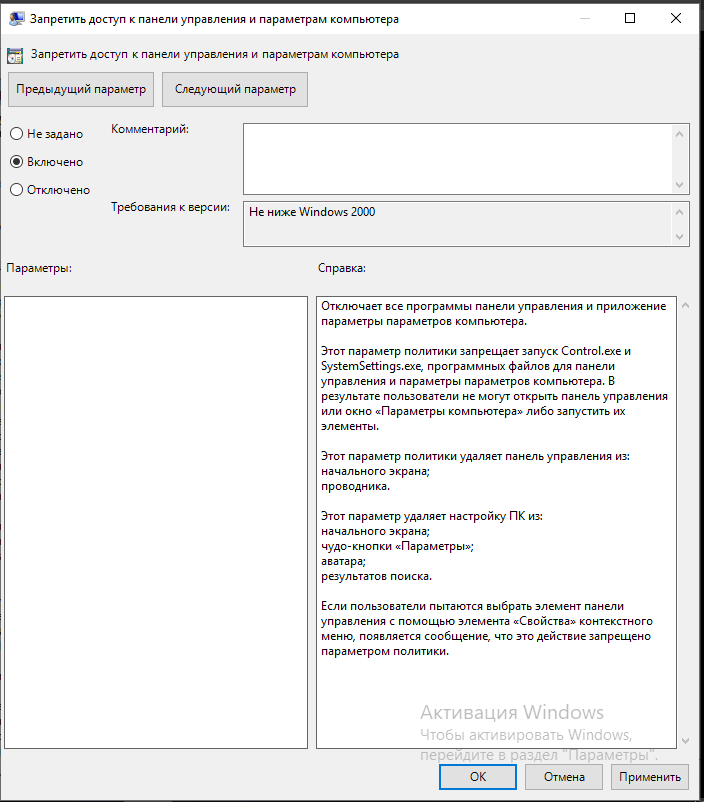 Запретить доступ к панели управления и параметрам компьютера
Запретить доступ к панели управления и параметрам компьютера
Предыдущий параметр
Следующий параметр
Не задано
Комментарий:
Включено
Отключено
Требования к версии:
Не ниже Windows 2000
Параметры:
Справка:
Отключает все программы панели управления и приложение
параметры параметров компьютера.
Этот параметр политики запрещает запуск Control.exe и
SystemSettings.exe, программных файлов для панели
управления и параметры параметров компьютера. В
результате пользователи не могут открыть панель управления
или окно «Параметры компьютера» либо запустить их
элементы.
Этот параметр политики удаляет панель управления из:
начального экрана;
проводника.
Этот параметр удаляет настройку ПК из:
начального экрана;
чудо-кнопки «Параметры»;
аватара;
результатов поиска.
Если пользователи пытаются выбрать элемент панели
управления с помощью элемента «Свойства» контекстного
меню, появляется сообщение, что это действие запрещено
параметром политики.
Активация Windows
Чтобы активировать Windows,
перейдите в раздел "Параметры".
ОК
Отмена
Применить